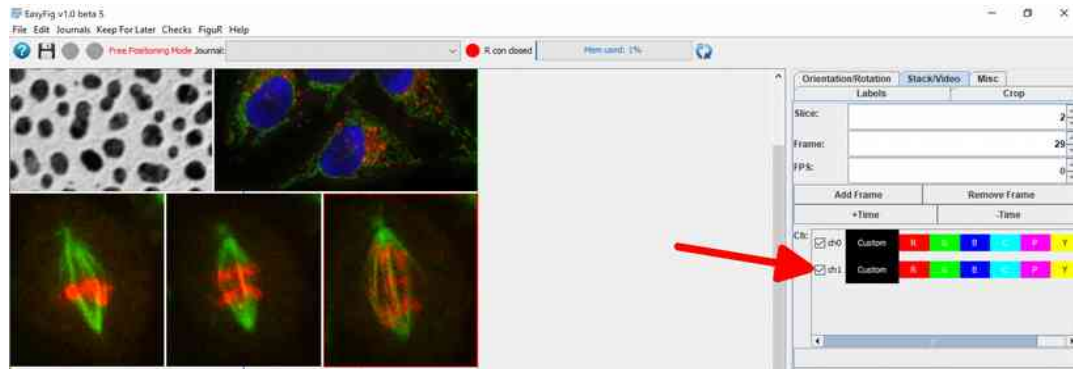 EasyFig v1.0 beta 5
File Edit Journals Keep For Later Checks FiguR Help
Free Positioning Mode Journal: R con closed Mem used: 1%
Orientation/Rotation Stack/Video Misc
Labels Crop
Slice: 2
Frame: 29
FPS: 0
Add Frame Remove Frame
+Time -Time
Ch: ch0 Custom R G B C P Y
ch1 Custom R G B C P Y